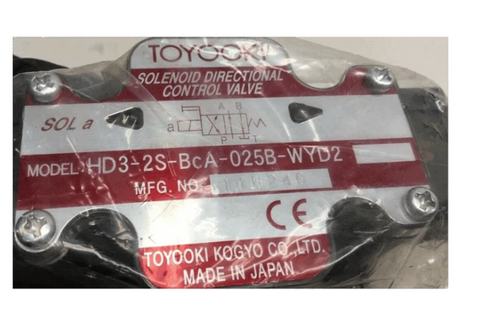 TOYOOKI
SOLENOID DIRECTIONAL
CONTROL VALVE
A B
SOL a
a
P T
MODEL: HD3-2S-BcA-025B-WYD2
MFG. NO.
CE
TOYOOKI KOGYO CO.,LTD.
MADE IN JAPAN